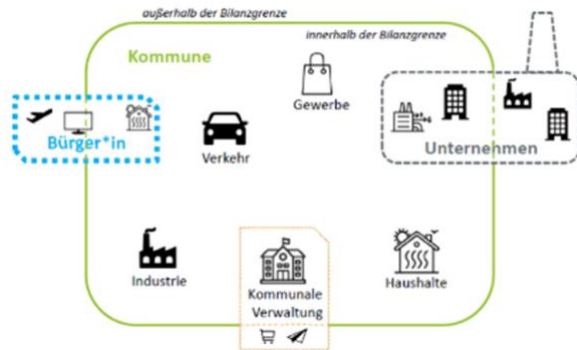 außerhalb der Bilanzgrenze
innerhalb der Bilanzgrenze
Kommune
Gewerbe
Bürger*in
Verkehr
Unternehmen
Industrie
Kommunale
Verwaltung
Haushalte